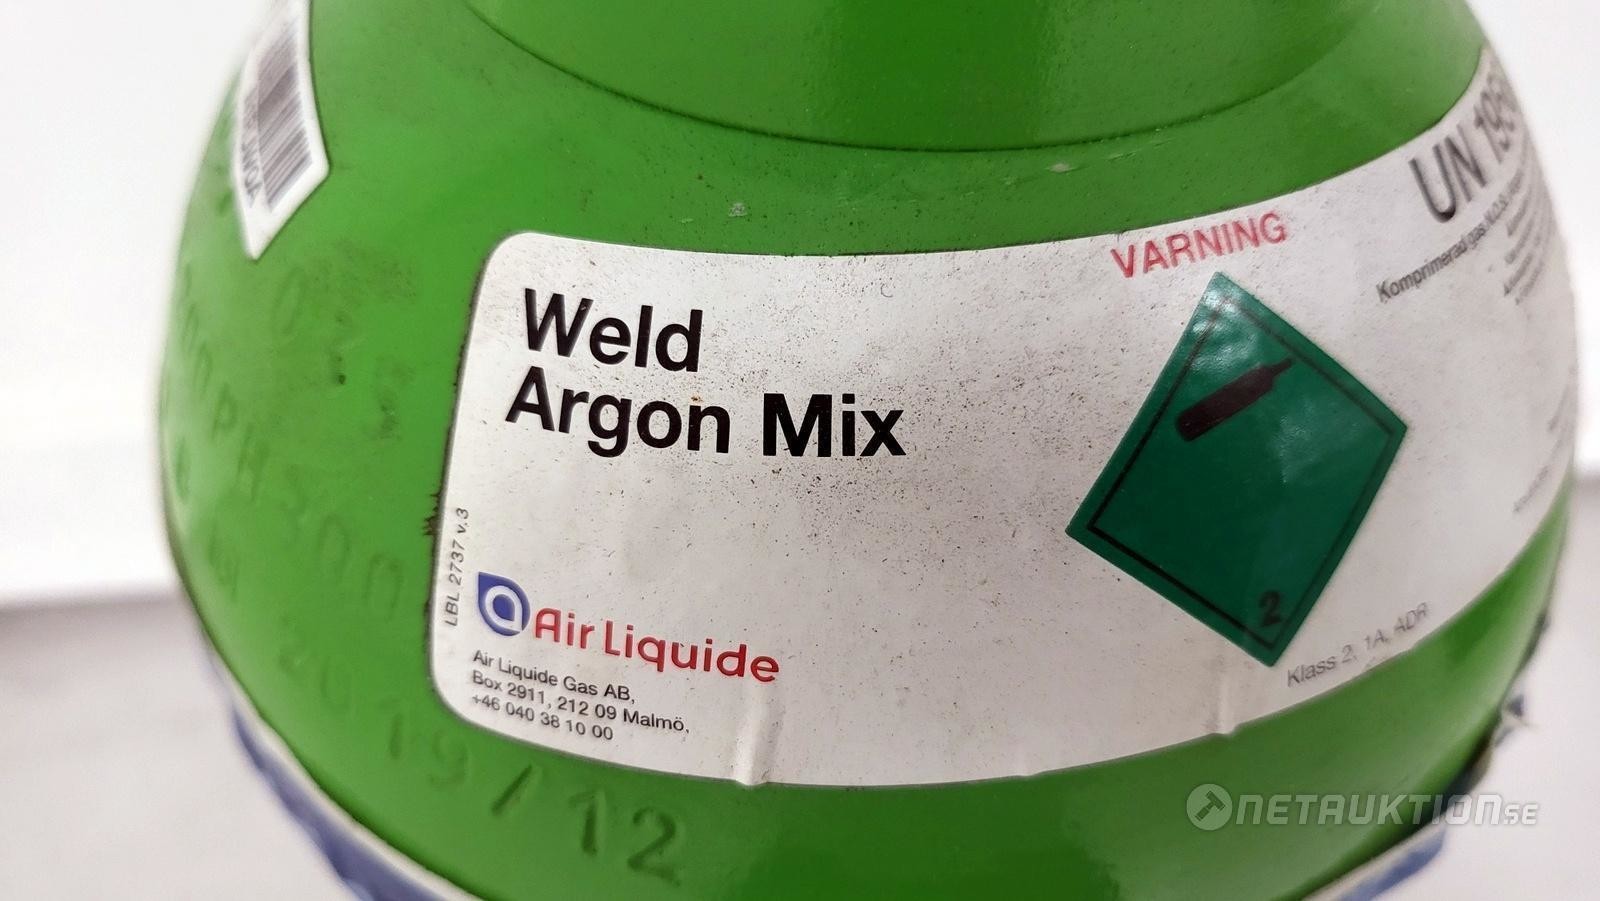 Weld
Argon Mix
VARNING
UN
Komprimerad gas N.O.S.
2
Klass 2, 1A, ADR
LBL 2737 v.3
Air Liquide
Air Liquide Gas AB,
Box 2911, 212 09 Malmö,
+46 040 38 10 00
2019/12
NETAUKTION.SE